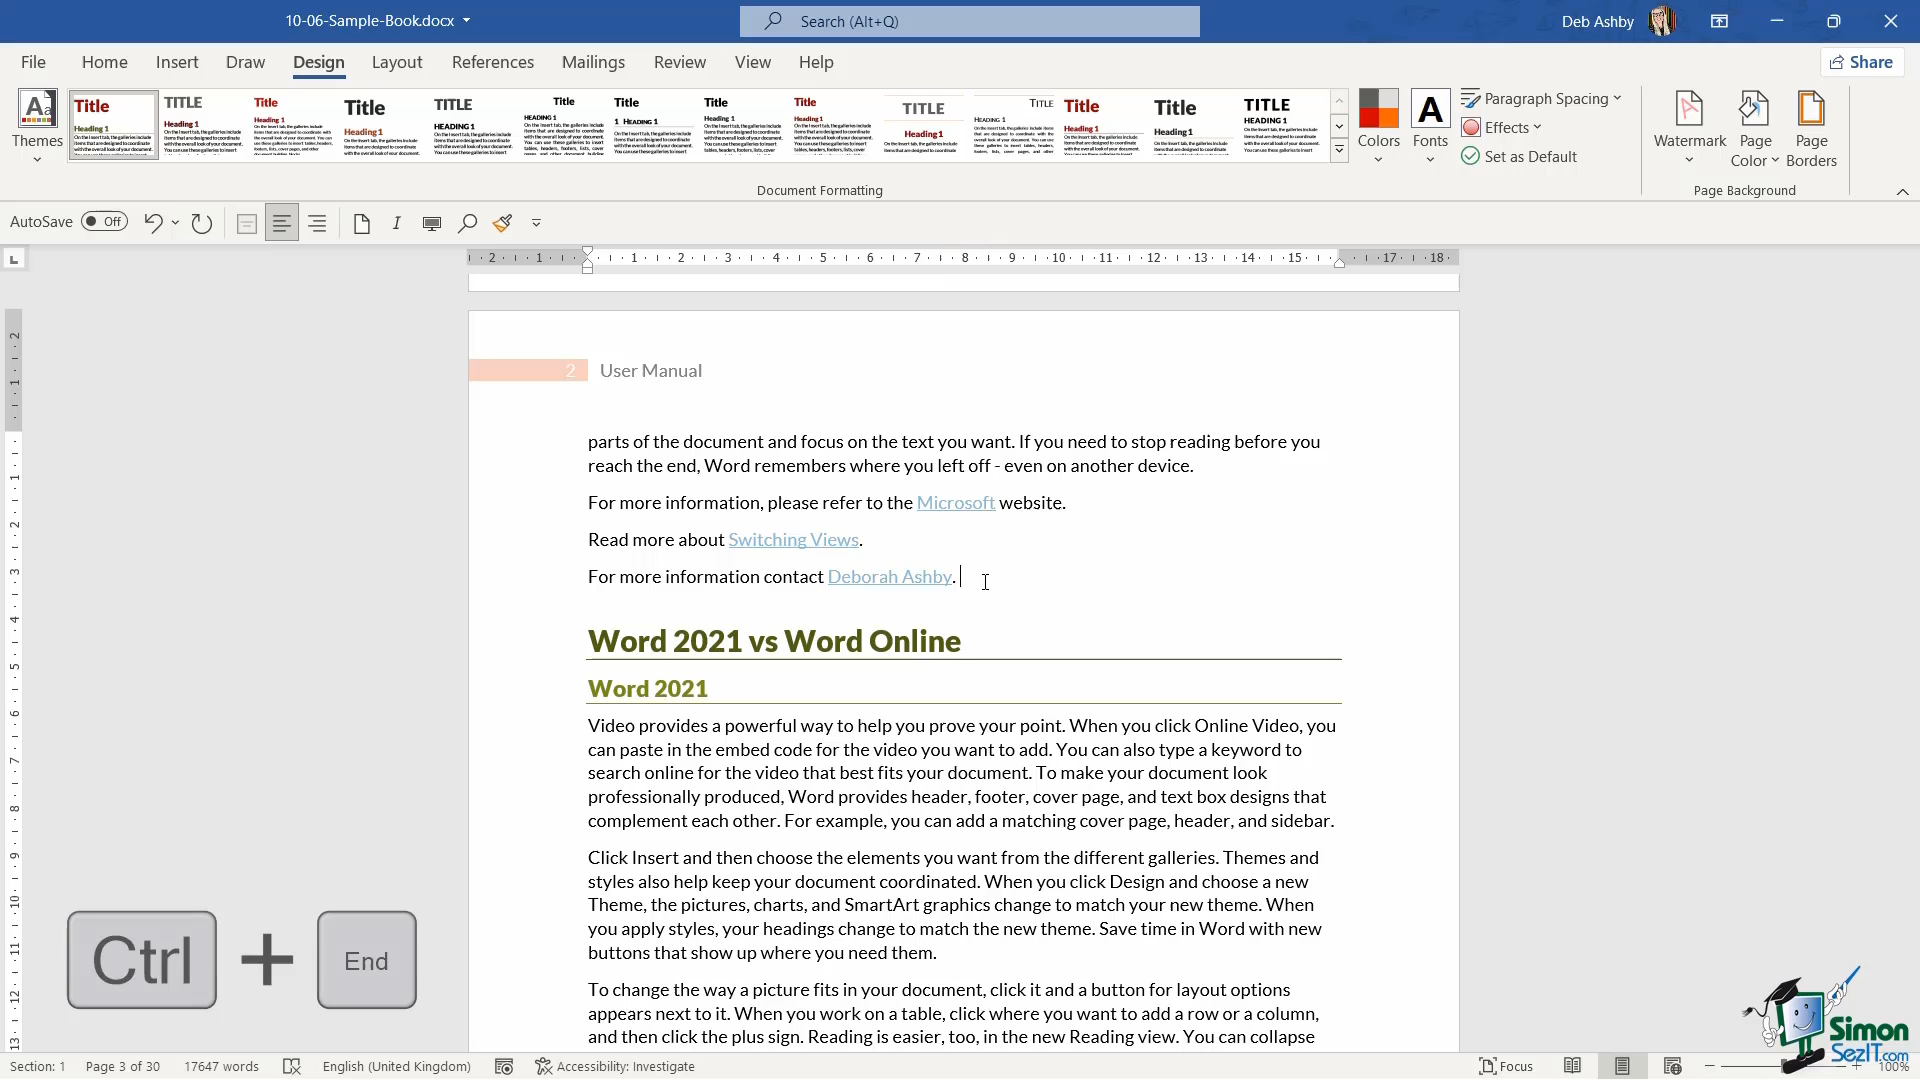 10-06-Sample-Book.docx
Search (Alt+Q)
Deb Ashby
File Home Insert Draw Design Layout References Mailings Review View Help
Share
Themes
Colors
Fonts
Paragraph Spacing
Effects
Set as Default
Watermark
Page Color
Page Borders
Document Formatting
Page Background
AutoSave Off
2 User Manual
parts of the document and focus on the text you want. If you need to stop reading before you
reach the end, Word remembers where you left off - even on another device.
For more information, please refer to the Microsoft website.
Read more about Switching Views.
For more information contact Deborah Ashby.
Word 2021 vs Word Online
Word 2021
Video provides a powerful way to help you prove your point. When you click Online Video, you
can paste in the embed code for the video you want to add. You can also type a keyword to
search online for the video that best fits your document. To make your document look
professionally produced, Word provides header, footer, cover page, and text box designs that
complement each other. For example, you can add a matching cover page, header, and sidebar.
Click Insert and then choose the elements you want from the different galleries. Themes and
styles also help keep your document coordinated. When you click Design and choose a new
Theme, the pictures, charts, and SmartArt graphics change to match your new theme. When
you apply styles, your headings change to match the new theme. Save time in Word with new
buttons that show up where you need them.
To change the way a picture fits in your document, click it and a button for layout options
appears next to it. When you work on a table, click where you want to add a row or a column,
and then click the plus sign. Reading is easier, too, in the new Reading view. You can collapse
Ctrl + End
Simon
SezIT.com
Section: 1 Page 3 of 30 17647 words English (United Kingdom) Accessibility: Investigate Focus 100%